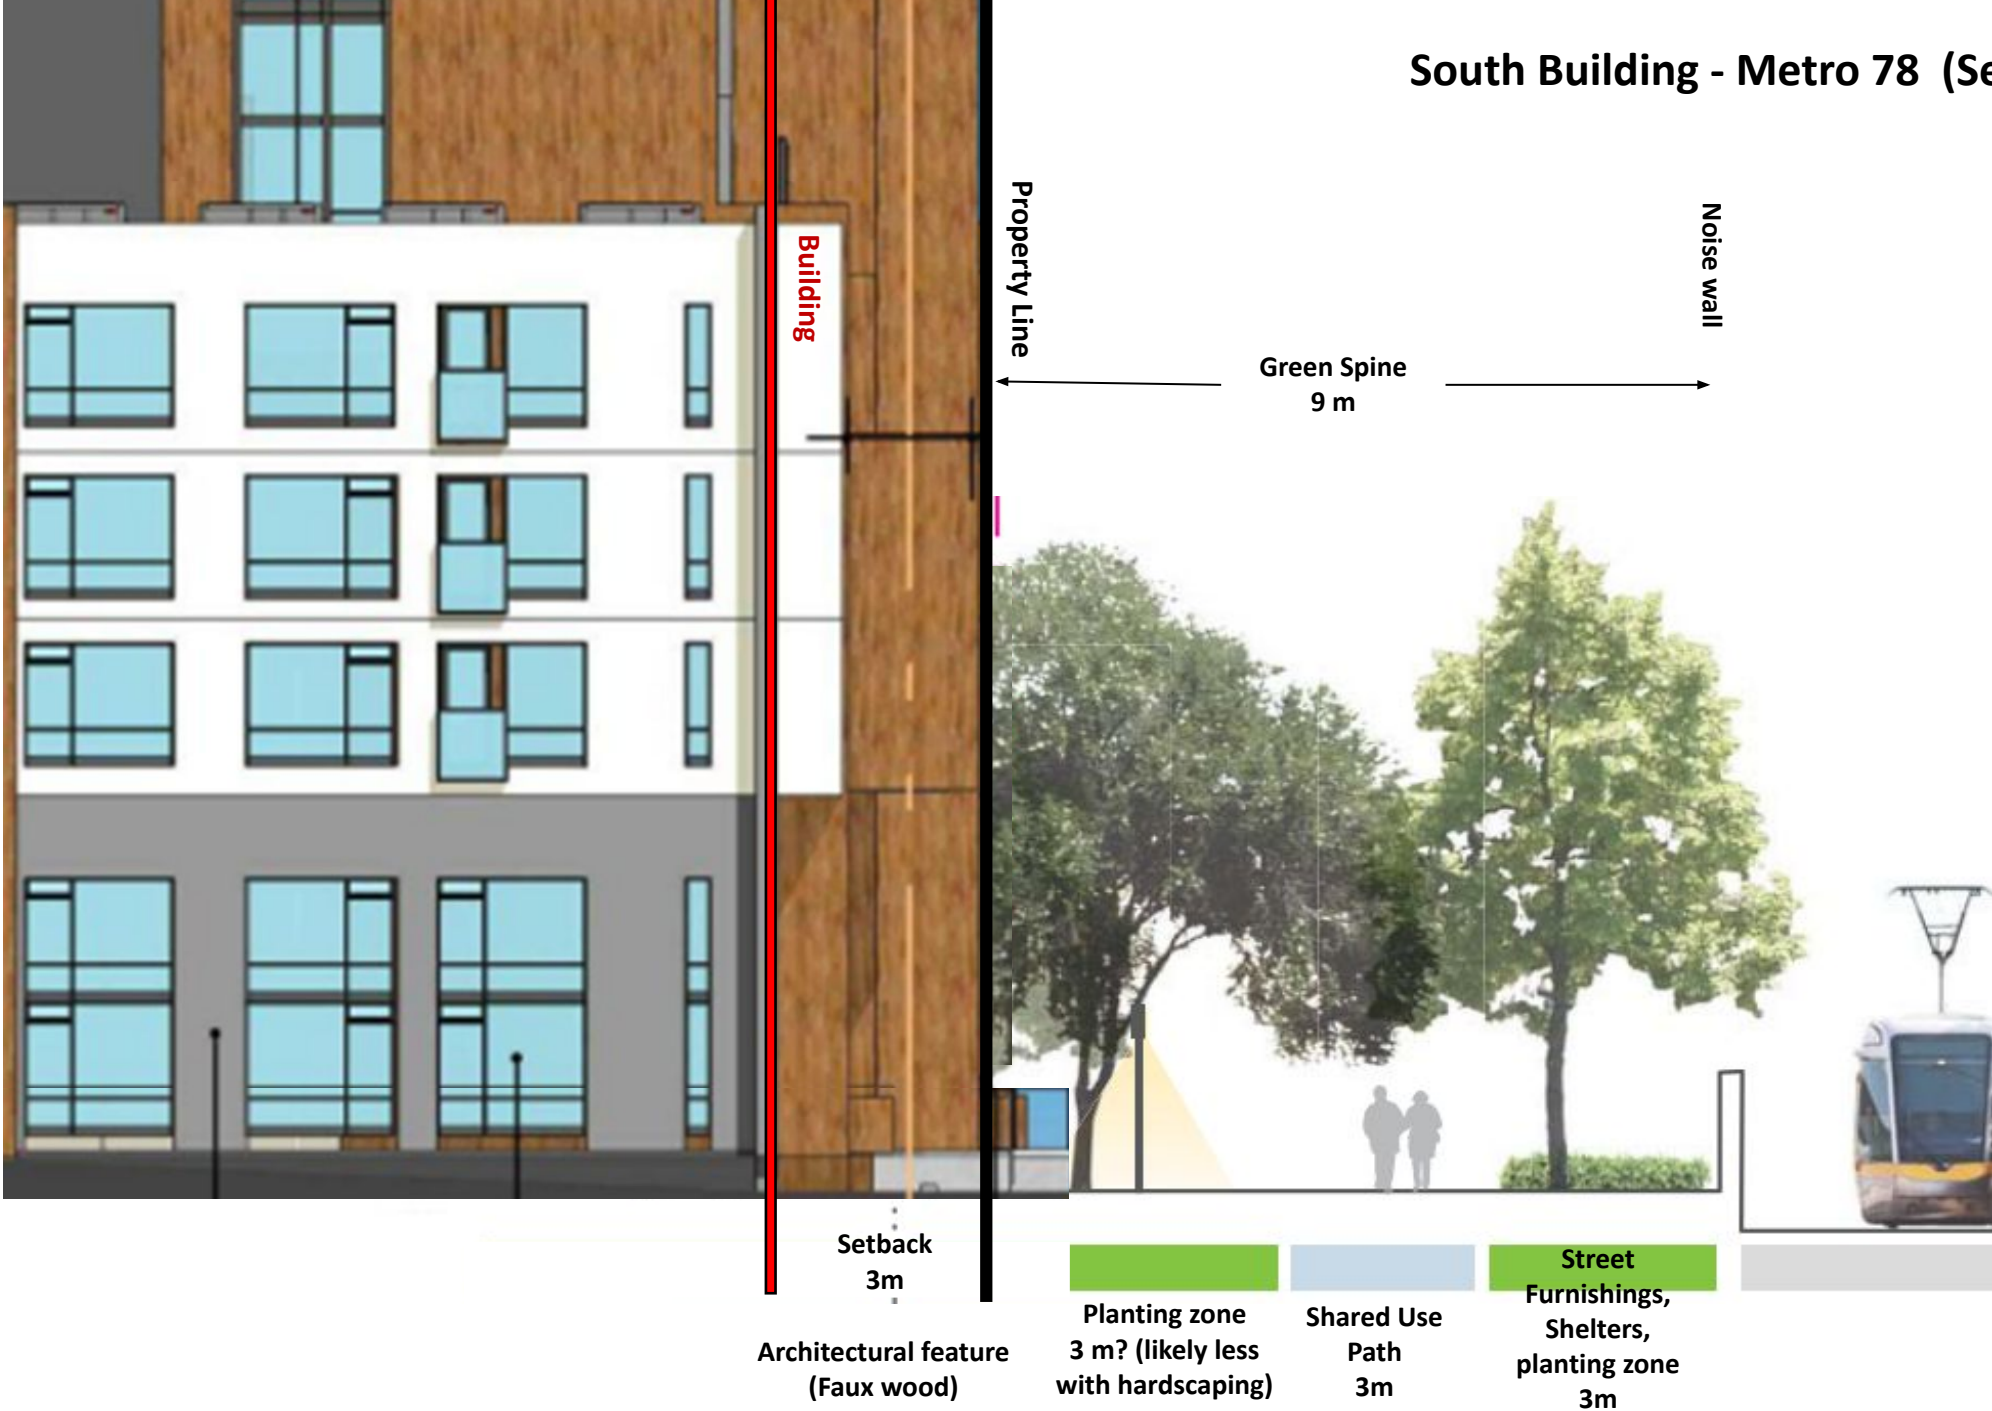 South Building - Metro 78  (Se
Building
Property Line
Noise wall
Green Spine
9 m
Setback
3m
Architectural feature
(Faux wood)
Planting zone
3 m? (likely less
with hardscaping)
Shared Use
Path
3m
Street
Furnishings,
Shelters,
planting zone
3m